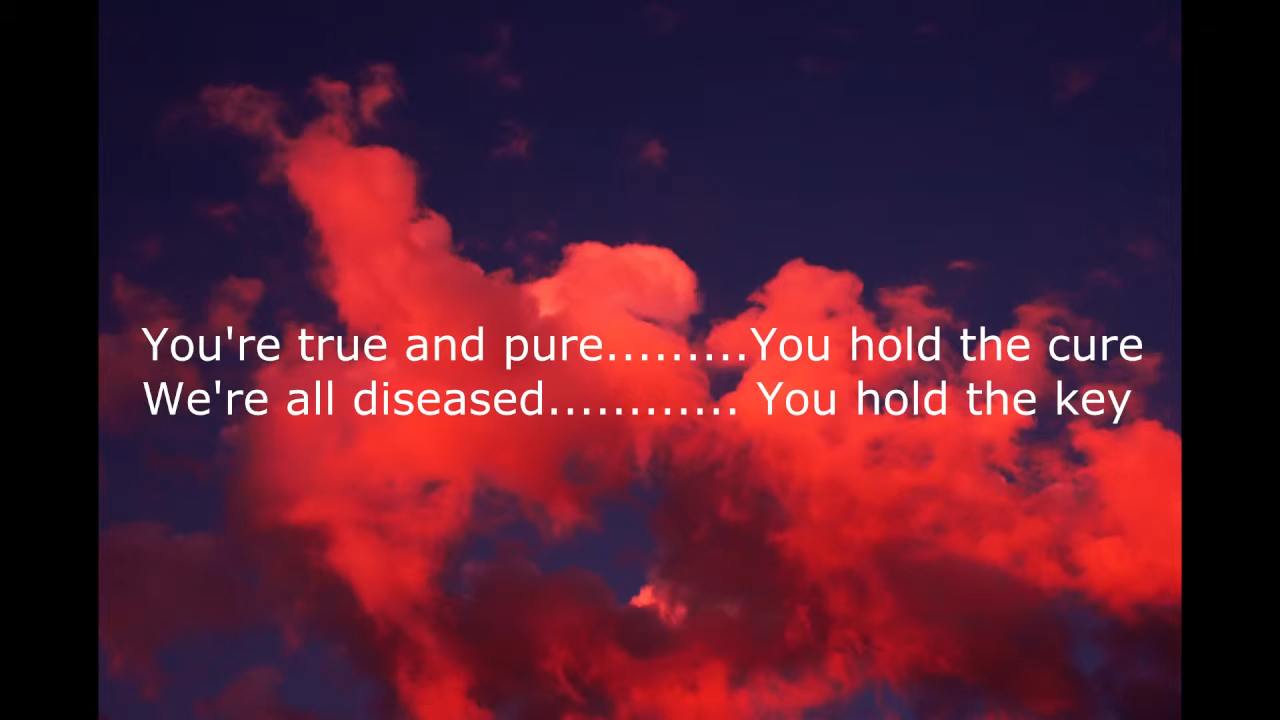 You're true and pure.........You hold the cure
We're all diseased............ You hold the key